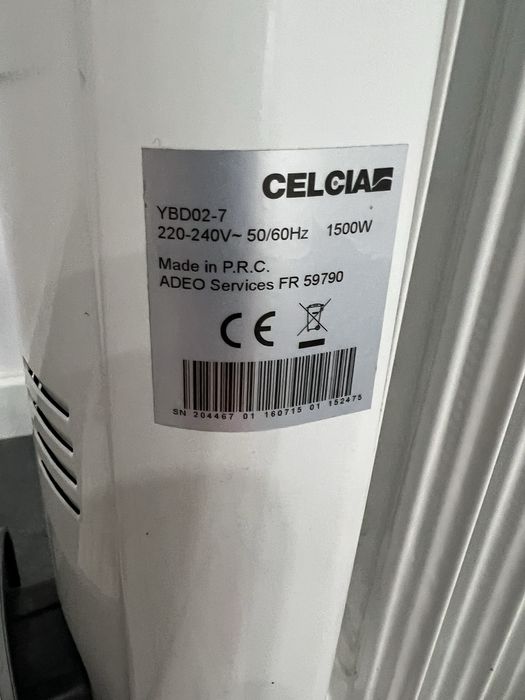 CELCIA
YBD02-7
220-240V~ 50/60Hz 1500W
Made in P.R.C.
ADEO Services FR 59790
CE
SN 204467 01 160715 01 152475